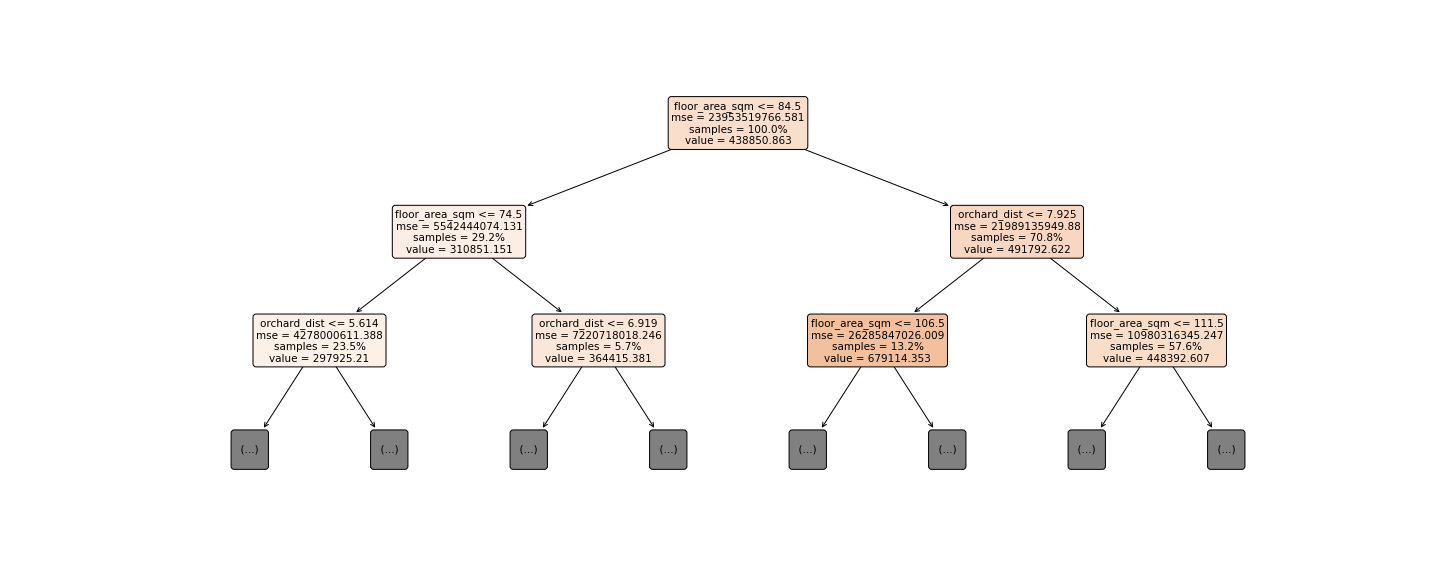 floor_area_sqm <= 84.5
mse = 23953519766.581
samples = 100.0%
value = 438850.863
floor_area_sqm <= 74.5
mse = 5542444074.131
samples = 29.2%
value = 310851.151
orchard_dist <= 7.925
mse = 21989135949.88
samples = 70.8%
value = 491792.622
orchard_dist <= 5.614
mse = 4278000611.388
samples = 23.5%
value = 297925.21
orchard_dist <= 6.919
mse = 7220718018.246
samples = 5.7%
value = 364415.381
floor_area_sqm <= 106.5
mse = 26285847026.009
samples = 13.2%
value = 679114.353
floor_area_sqm <= 111.5
mse = 10980316345.247
samples = 57.6%
value = 448392.607
(...)
(...)
(...)
(...)
(...)
(...)
(...)
(...)